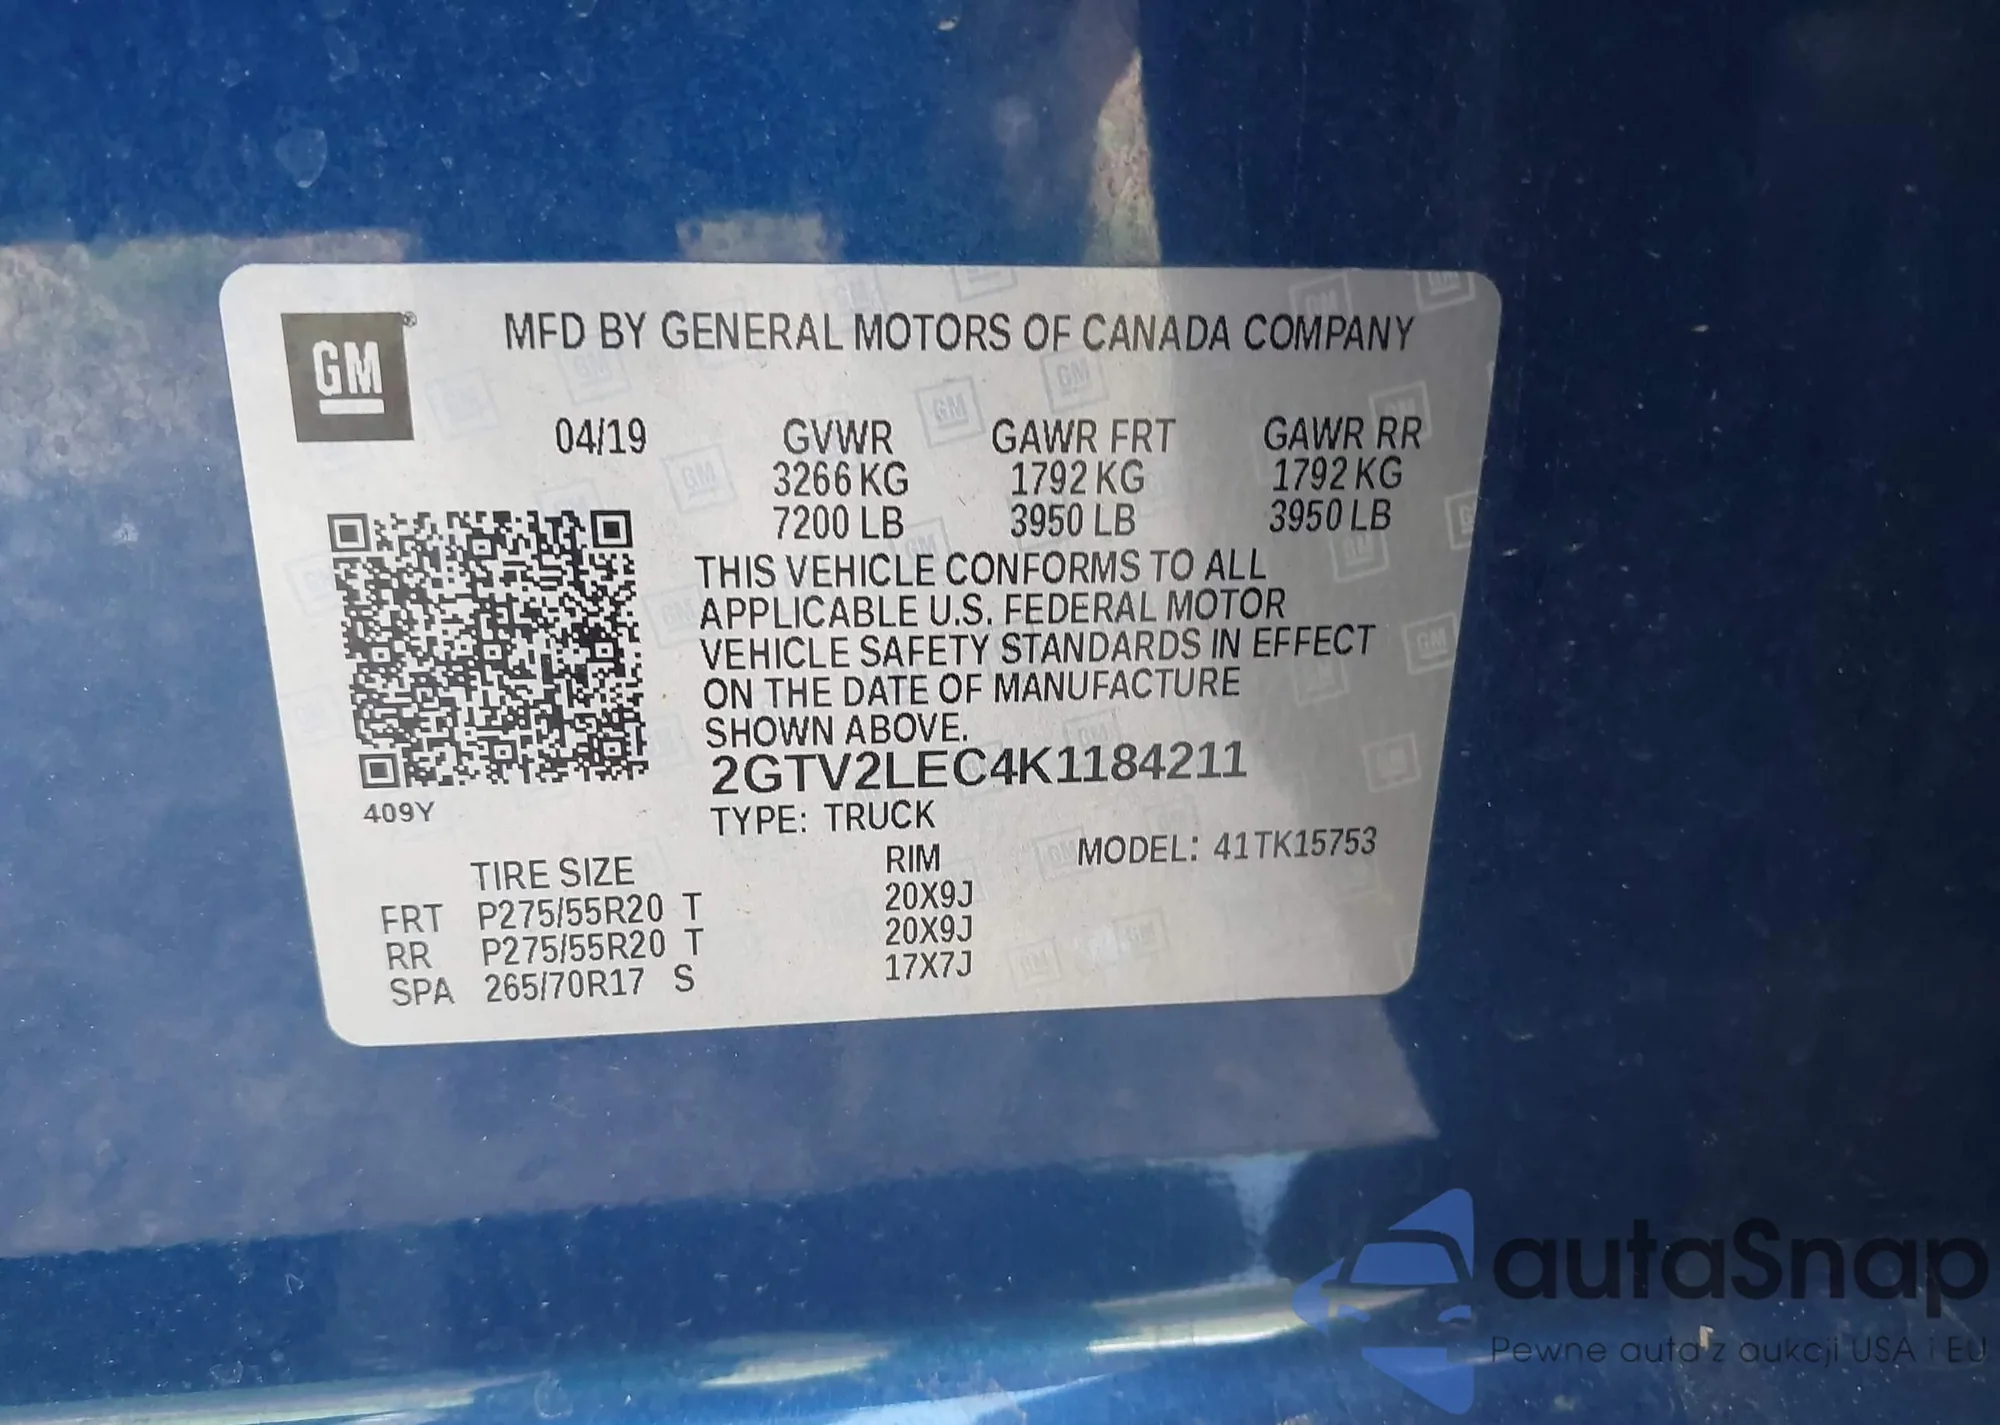 GM®
MFD BY GENERAL MOTORS OF CANADA COMPANY
04/19 GVWR GAWR FRT GAWR RR
3266 KG 1792 KG 1792 KG
7200 LB 3950 LB 3950 LB
THIS VEHICLE CONFORMS TO ALL
APPLICABLE U.S. FEDERAL MOTOR
VEHICLE SAFETY STANDARDS IN EFFECT
ON THE DATE OF MANUFACTURE
SHOWN ABOVE.
2GTV2LEC4K1184211
409Y
TYPE: TRUCK
MODEL: 41TK15753
TIRE SIZE RIM
FRT P275/55R20 T 20X9J
RR P275/55R20 T 20X9J
SPA 265/70R17 S 17X7J
autaSnap
Pewne auta z aukcji USA i EU